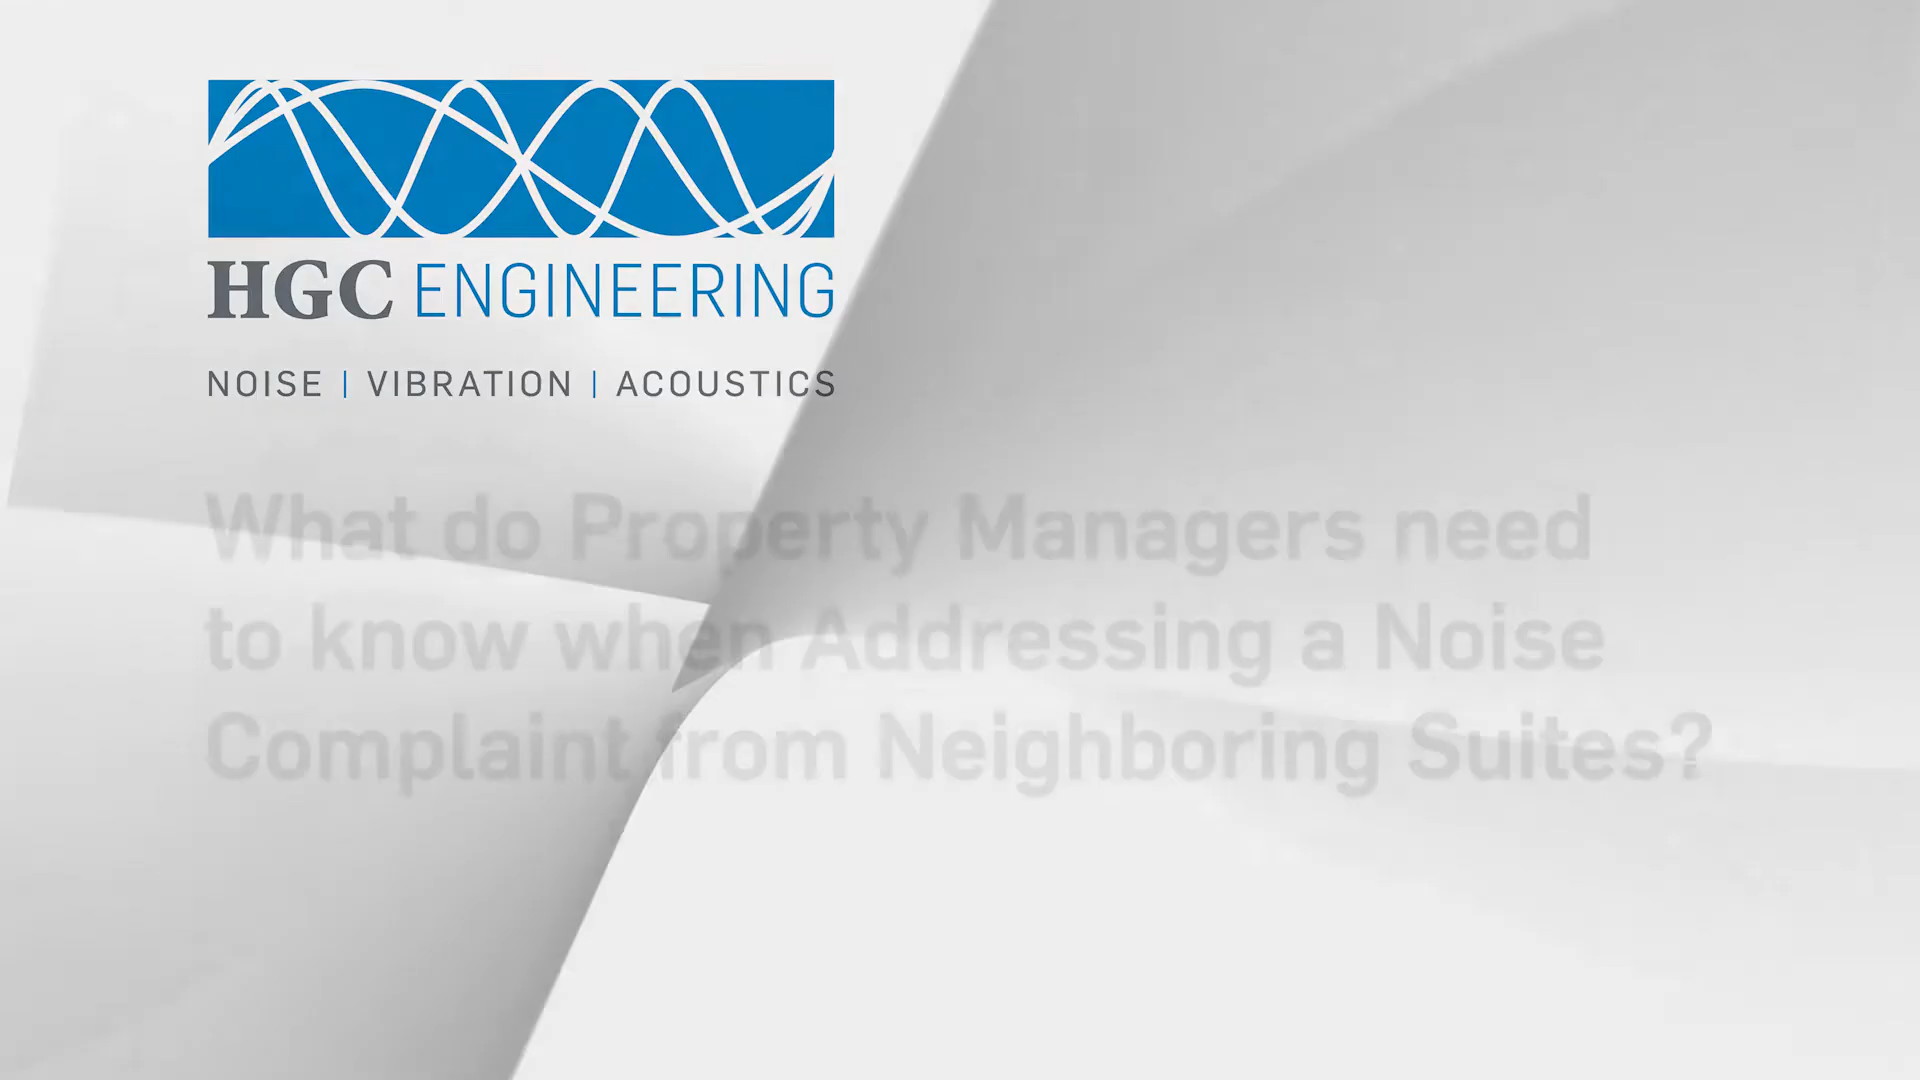 HGC ENGINEERING
NOISE | VIBRATION | ACOUSTICS
What do Property Managers need
to know when Addressing a Noise
Complaint from Neighboring Suites?